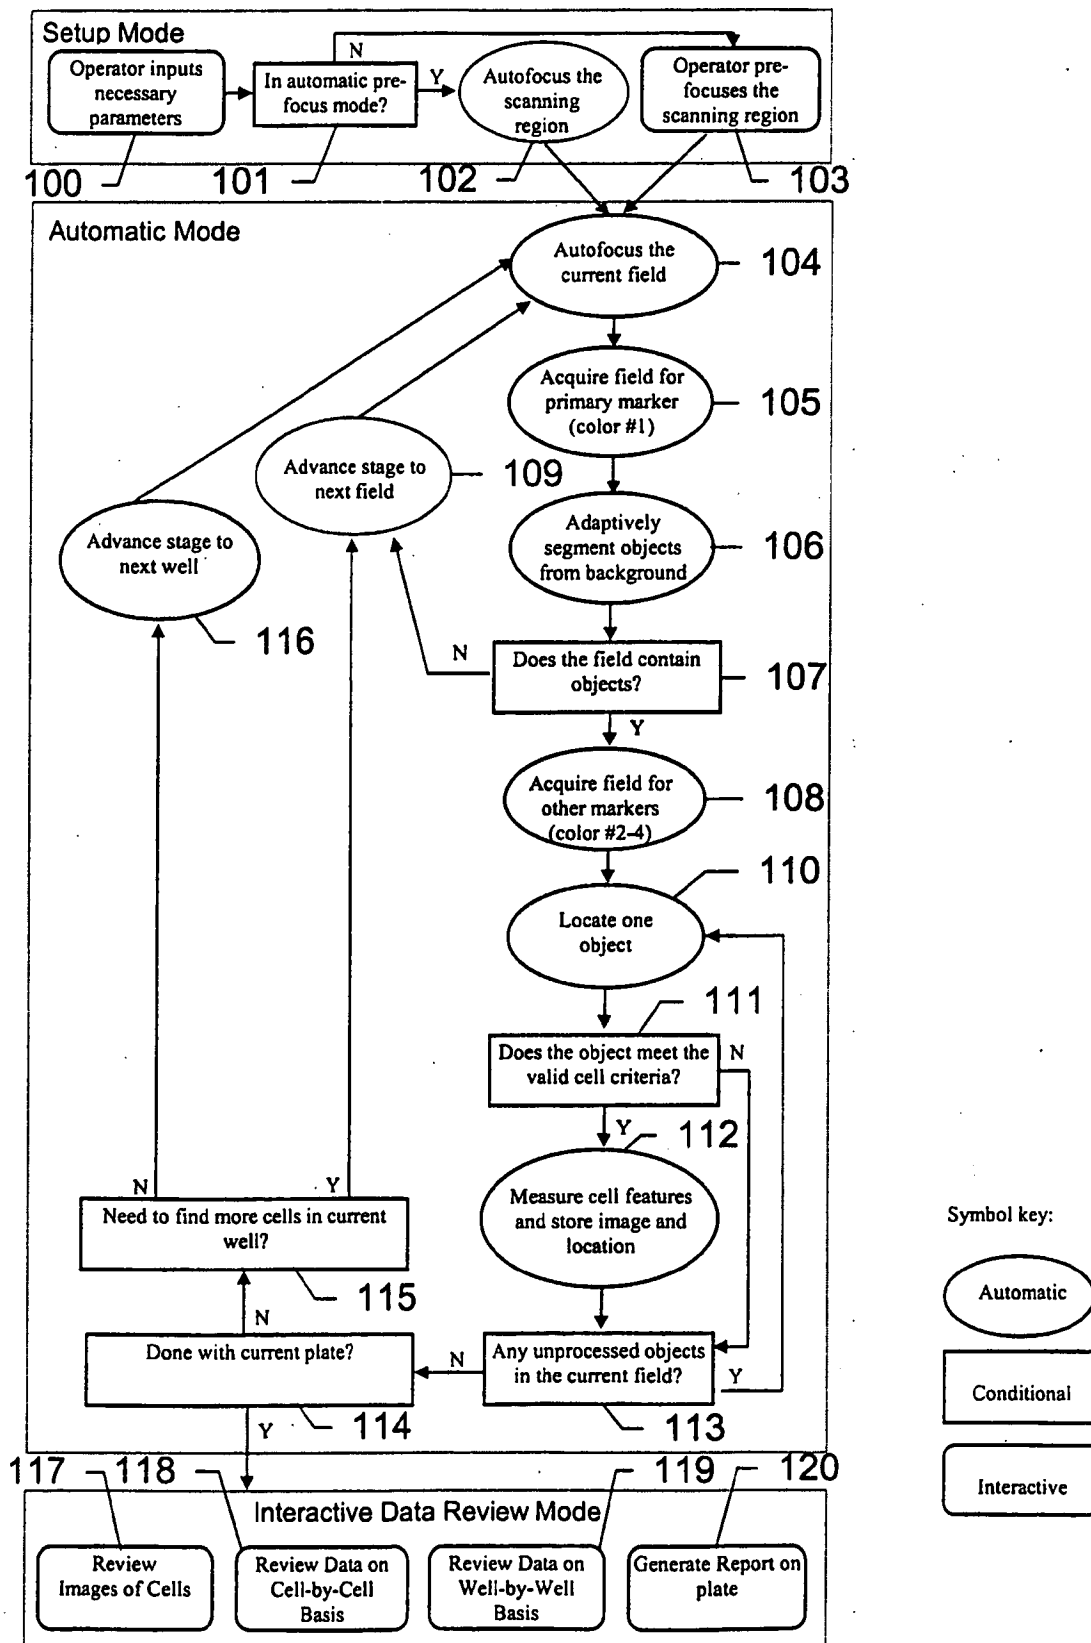 Setup Mode
N
Operator inputs
necessary
parameters
In automatic pre-
focus mode?
Y
Autofocus the
scanning
region
Operator pre-
focuses the
scanning region
100
101
102
103
Automatic Mode
Autofocus the
current field
104
Acquire field for
primary marker
(color #1)
105
Advance stage to
next field
109
Advance stage to
next well
116
Adaptively
segment objects
from background
106
N
Does the field contain
objects?
107
Y
Acquire field for
other markers
(color #2-4)
108
110
Locate one
object
111
Does the object meet the
valid cell criteria?
N
Y
112
Measure cell features
and store image and
location
N
Y
Need to find more cells in current
well?
115
N
Done with current plate?
N
Any unprocessed objects
in the current field?
Y
114
113
Y
Symbol key:
Automatic
Conditional
Interactive
117
118
119
120
Interactive Data Review Mode
Review
Images of Cells
Review Data on
Cell-by-Cell
Basis
Review Data on
Well-by-Well
Basis
Generate Report on
plate